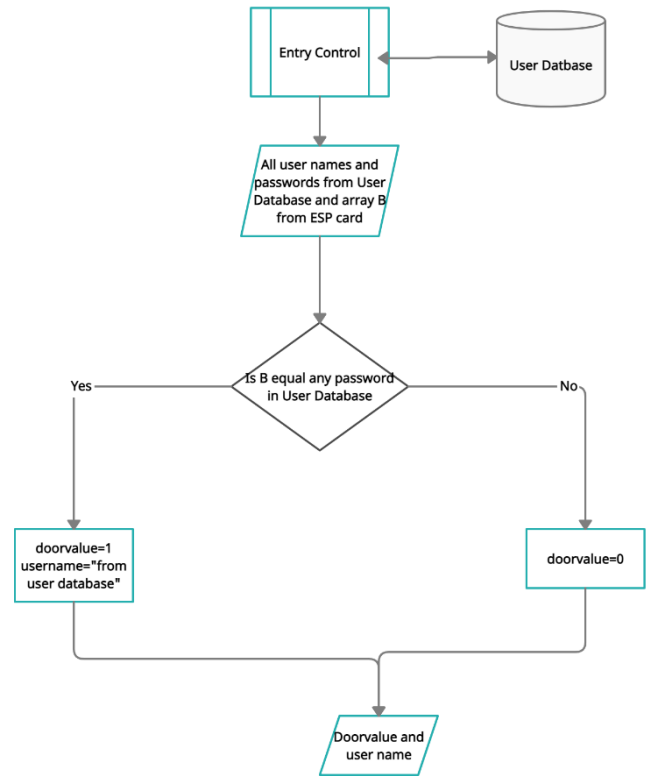 Entry Control
User Datbase
All user names and
passwords from User
Database and array B
from ESP card
Is B equal any password
in User Database
Yes
No
doorvalue=1
username="from
user database"
doorvalue=0
Doorvalue and
user name